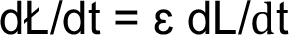 dŁ/dt = ε dL/dt